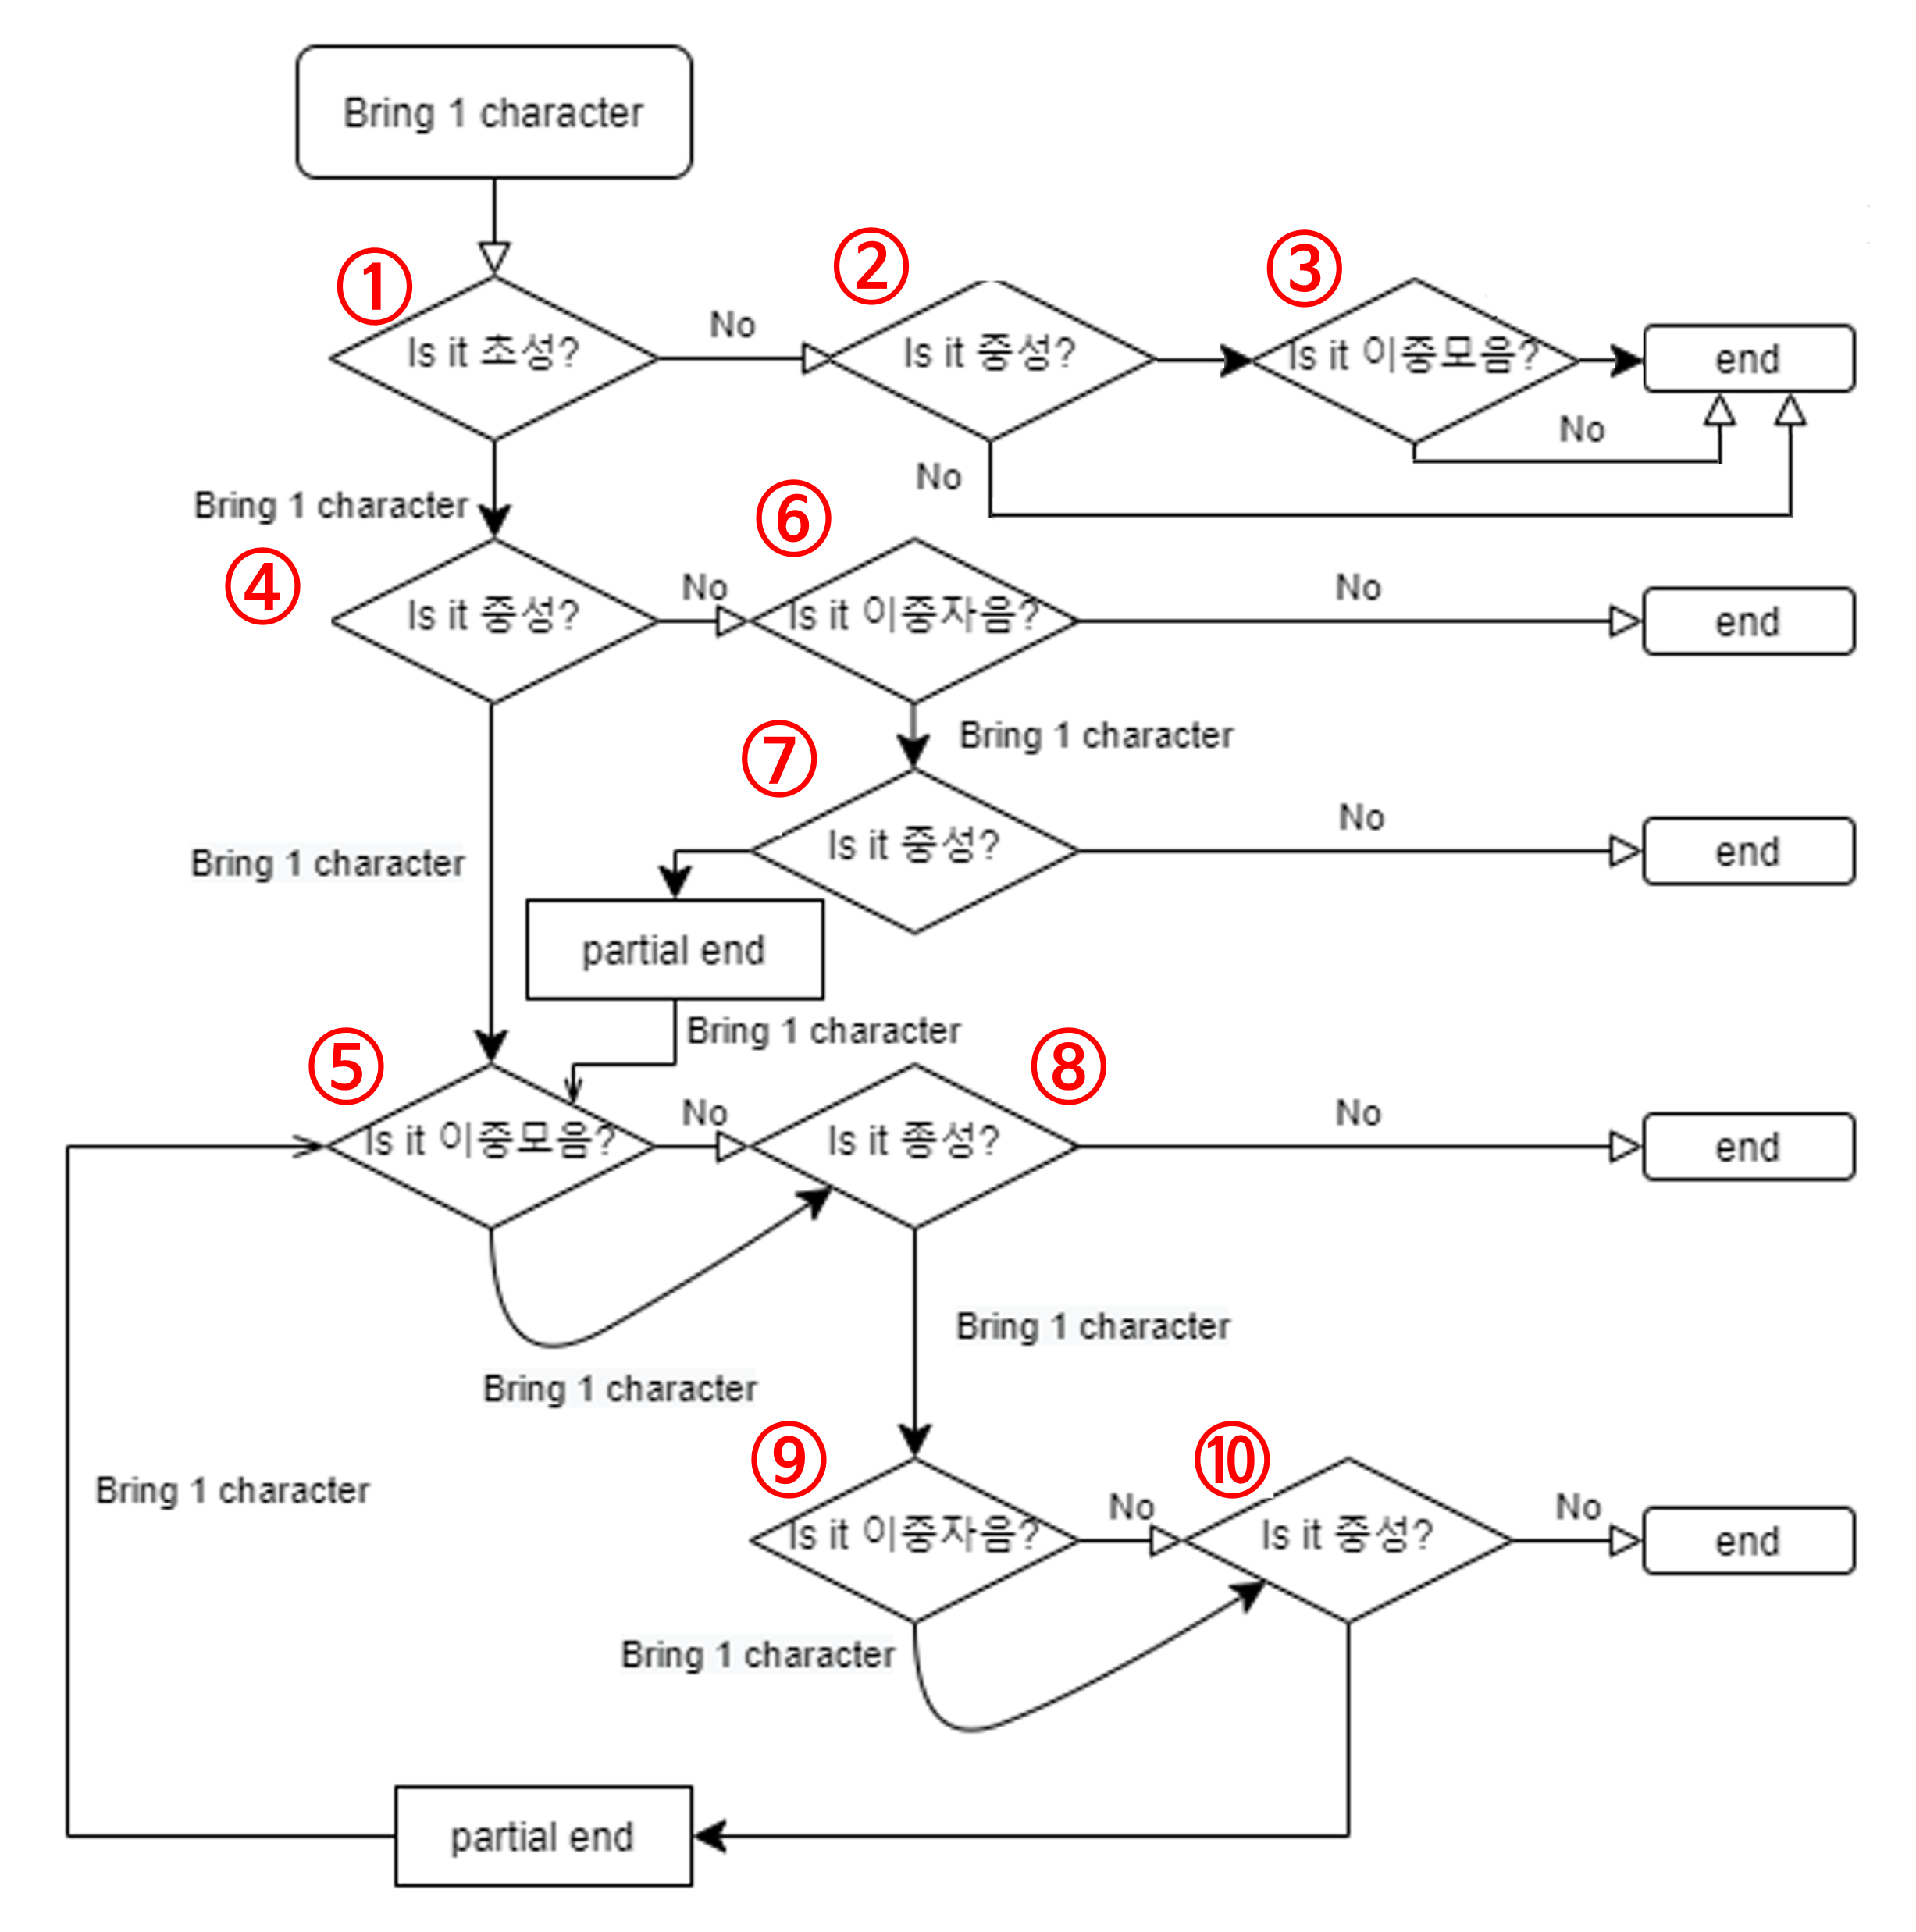 Bring 1 character
①
②
③
Is it 초성?
No
Is it 중성?
Is it 이중모음?
end
No
No
Bring 1 character
④
⑥
Is it 중성?
No
Is it 이중자음?
No
end
⑦
Bring 1 character
Bring 1 character
Is it 중성?
No
end
partial end
Bring 1 character
⑤
⑧
Is it 이중모음?
No
Is it 종성?
No
end
Bring 1 character
Bring 1 character
⑨
⑩
Bring 1 character
Is it 이중자음?
No
Is it 중성?
No
end
Bring 1 character
partial end